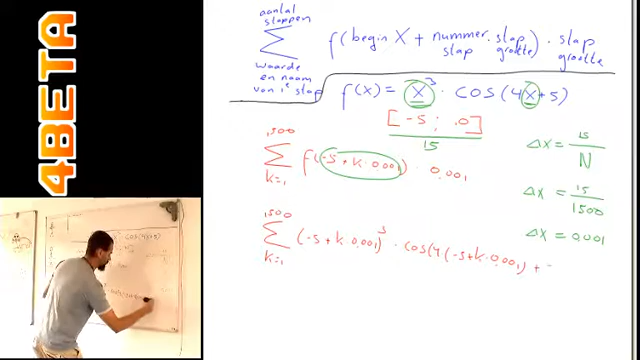 4BETA
aantal
stappen
∑ f(begin X + nummer stap · stap grootte) · stap grootte
waarde
en naam
van 1e stap
f(x) = x³ · cos(4x+5)
[-5 ; 10]
15
1500
∑ f(-5 + k · 0.001) · 0.001
k=1
Δx = 15/N
Δx = 15/1500
Δx = 0.001
1500
∑ (-5 + k · 0.001)³ · cos(4(-5+k·0.001) +
k=1